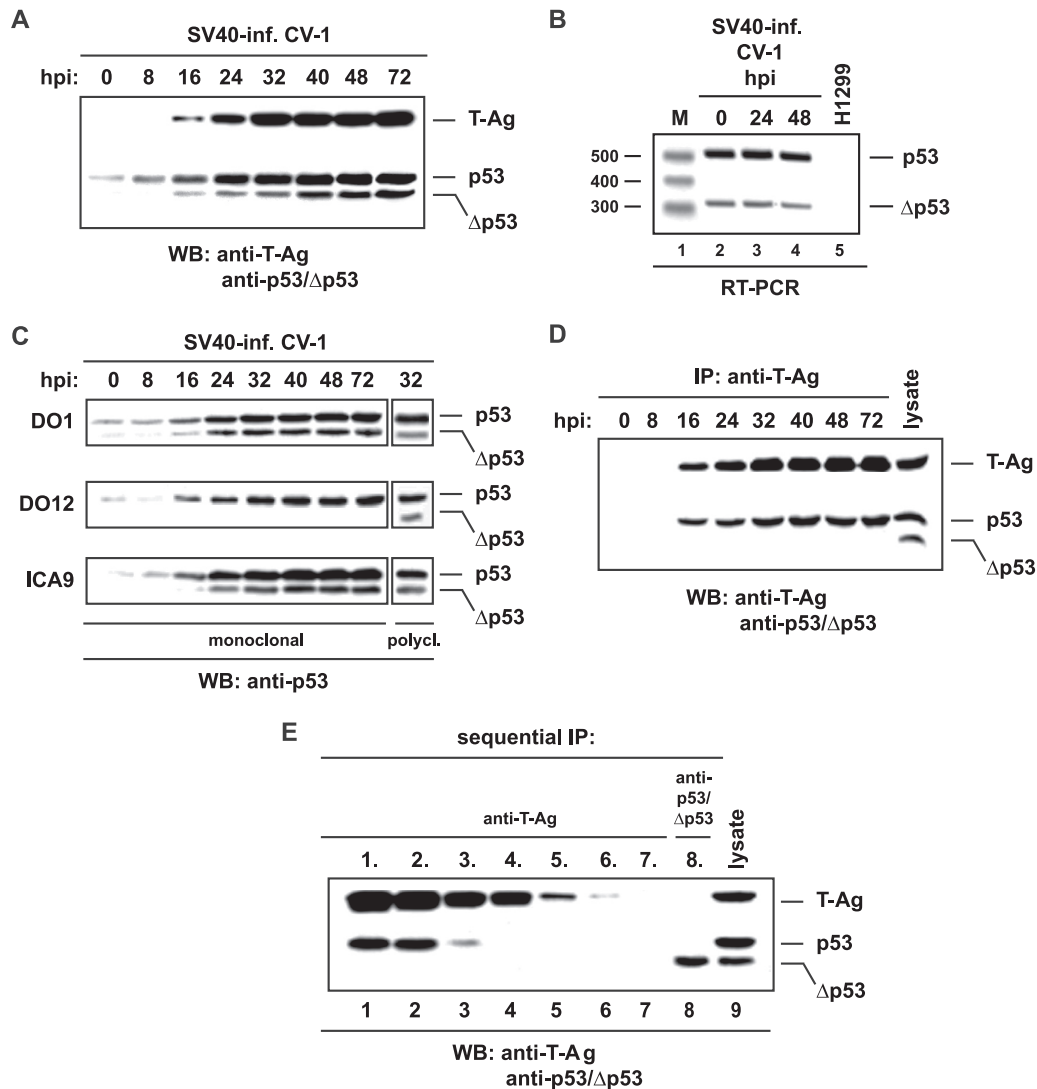 A
SV40-inf. CV-1
hpi: 0 8 16 24 32 40 48 72
T-Ag
p53
Δp53
WB: anti-T-Ag
anti-p53/Δp53
B
SV40-inf.
CV-1
hpi
M 0 24 48 H1299
500
400
300
p53
Δp53
1 2 3 4 5
RT-PCR
C
SV40-inf. CV-1
hpi: 0 8 16 24 32 40 48 72 32
DO1
p53
Δp53
DO12
p53
Δp53
ICA9
p53
Δp53
monoclonal polycl.
WB: anti-p53
D
IP: anti-T-Ag
hpi: 0 8 16 24 32 40 48 72 lysate
T-Ag
p53
Δp53
WB: anti-T-Ag
anti-p53/Δp53
E
sequential IP:
anti-T-Ag
anti-
p53/
Δp53
lysate
1. 2. 3. 4. 5. 6. 7. 8.
T-Ag
p53
Δp53
1 2 3 4 5 6 7 8 9
WB: anti-T-Ag
anti-p53/Δp53